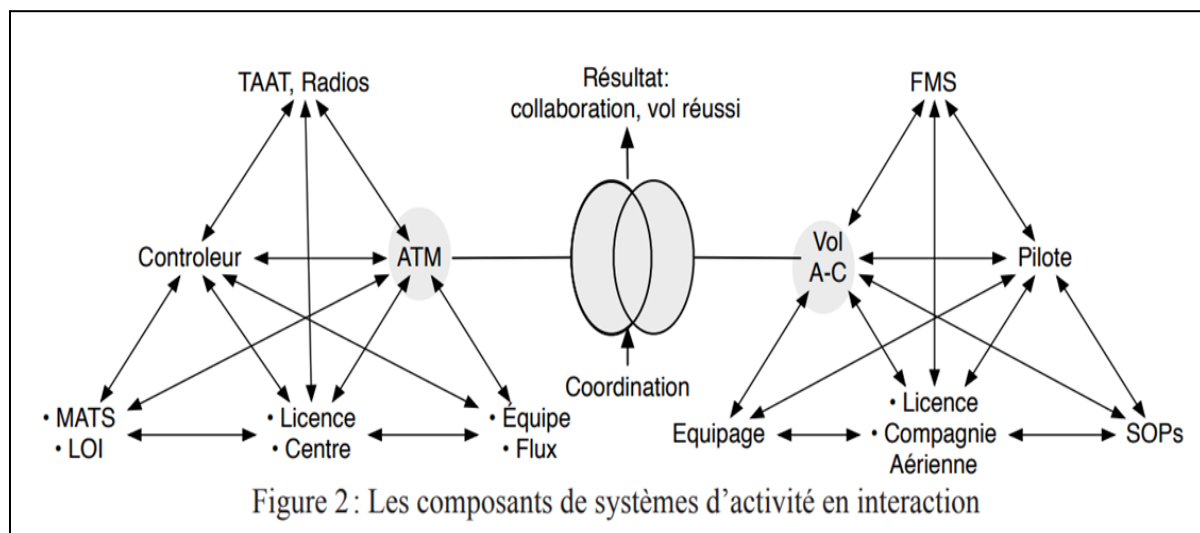 TAAT, Radios
Résultat:
collaboration, vol réussi
FMS
Controleur
ATM
Vol
A-C
Pilote
Coordination
• MATS
• LOI
• Licence
• Centre
• Équipe
• Flux
Equipage
• Licence
• Compagnie
Aérienne
SOPs
Figure 2 : Les composants de systèmes d'activité en interaction